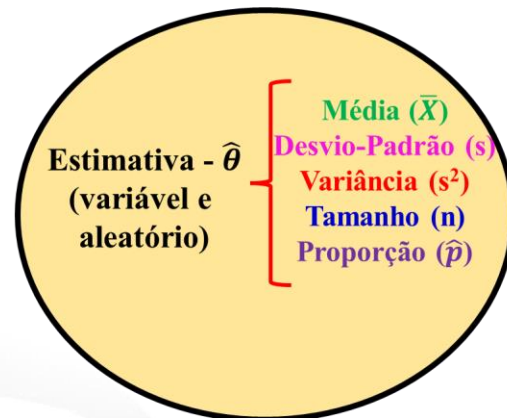 Estimativa - θ̂
(variável e
aleatório)
Média (X̅)
Desvio-Padrão (s)
Variância (s²)
Tamanho (n)
Proporção (p̂)